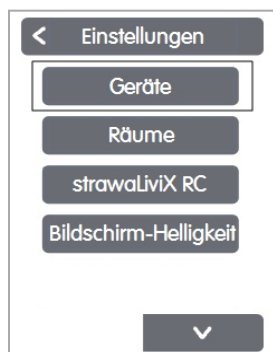 Einstellungen
Geräte
Räume
strawaLiviX RC
Bildschirm-Helligkeit